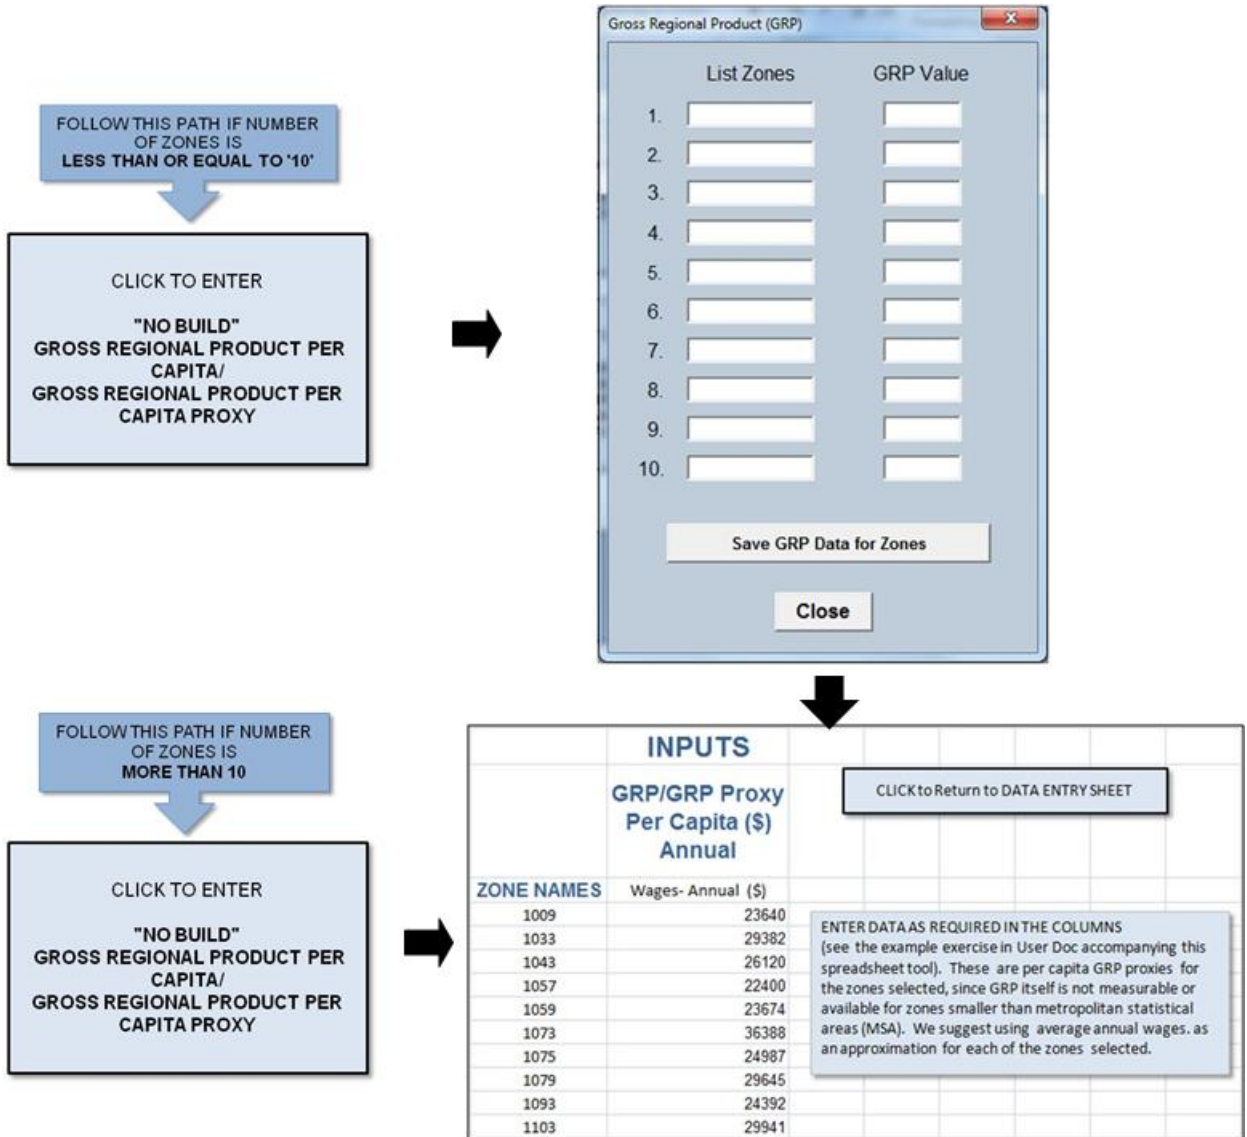 FOLLOW THIS PATH IF NUMBER
OF ZONES IS
LESS THAN OR EQUAL TO '10'
CLICK TO ENTER
"NO BUILD"
GROSS REGIONAL PRODUCT PER
CAPITA/
GROSS REGIONAL PRODUCT PER
CAPITA PROXY
Gross Regional Product (GRP)
x
List Zones GRP Value
1.
2.
3.
4.
5.
6.
7.
8.
9.
10.
Save GRP Data for Zones
Close
FOLLOW THIS PATH IF NUMBER
OF ZONES IS
MORE THAN 10
CLICK TO ENTER
"NO BUILD"
GROSS REGIONAL PRODUCT PER
CAPITA/
GROSS REGIONAL PRODUCT PER
CAPITA PROXY
INPUTS
GRP/GRP Proxy
Per Capita ($)
Annual
CLICK to Return to DATA ENTRY SHEET
ZONE NAMES Wages- Annual ($)
1009 23640
1033 29382
1043 26120
1057 22400
1059 23674
1073 36388
1075 24987
1079 29645
1093 24392
1103 29941
ENTER DATA AS REQUIRED IN THE COLUMNS
(see the example exercise in User Doc accompanying this
spreadsheet tool). These are per capita GRP proxies for
the zones selected, since GRP itself is not measurable or
available for zones smaller than metropolitan statistical
areas (MSA). We suggest using average annual wages. as
an approximation for each of the zones selected.